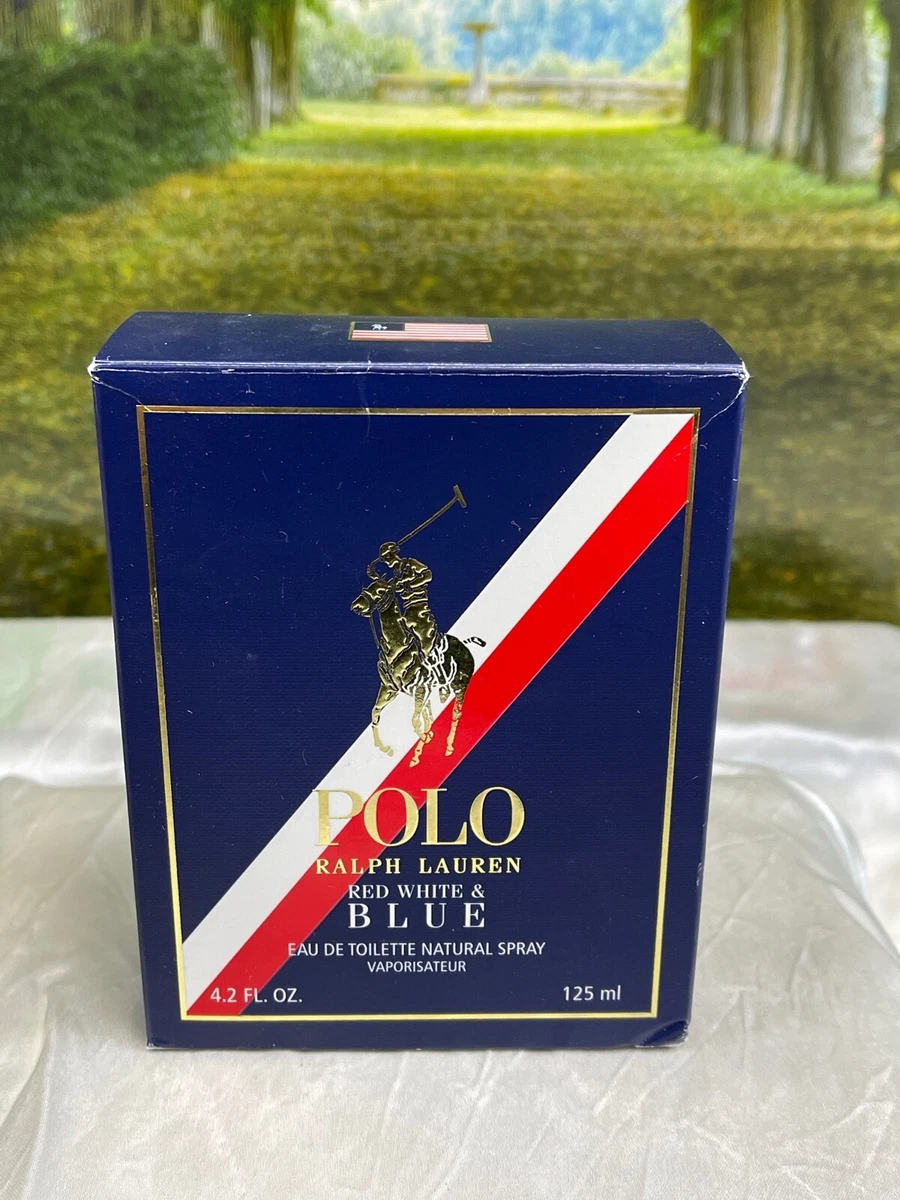 POLO
RALPH LAUREN
RED WHITE &
BLUE
EAU DE TOILETTE NATURAL SPRAY
VAPORISATEUR
4.2 FL. OZ. 125 ml